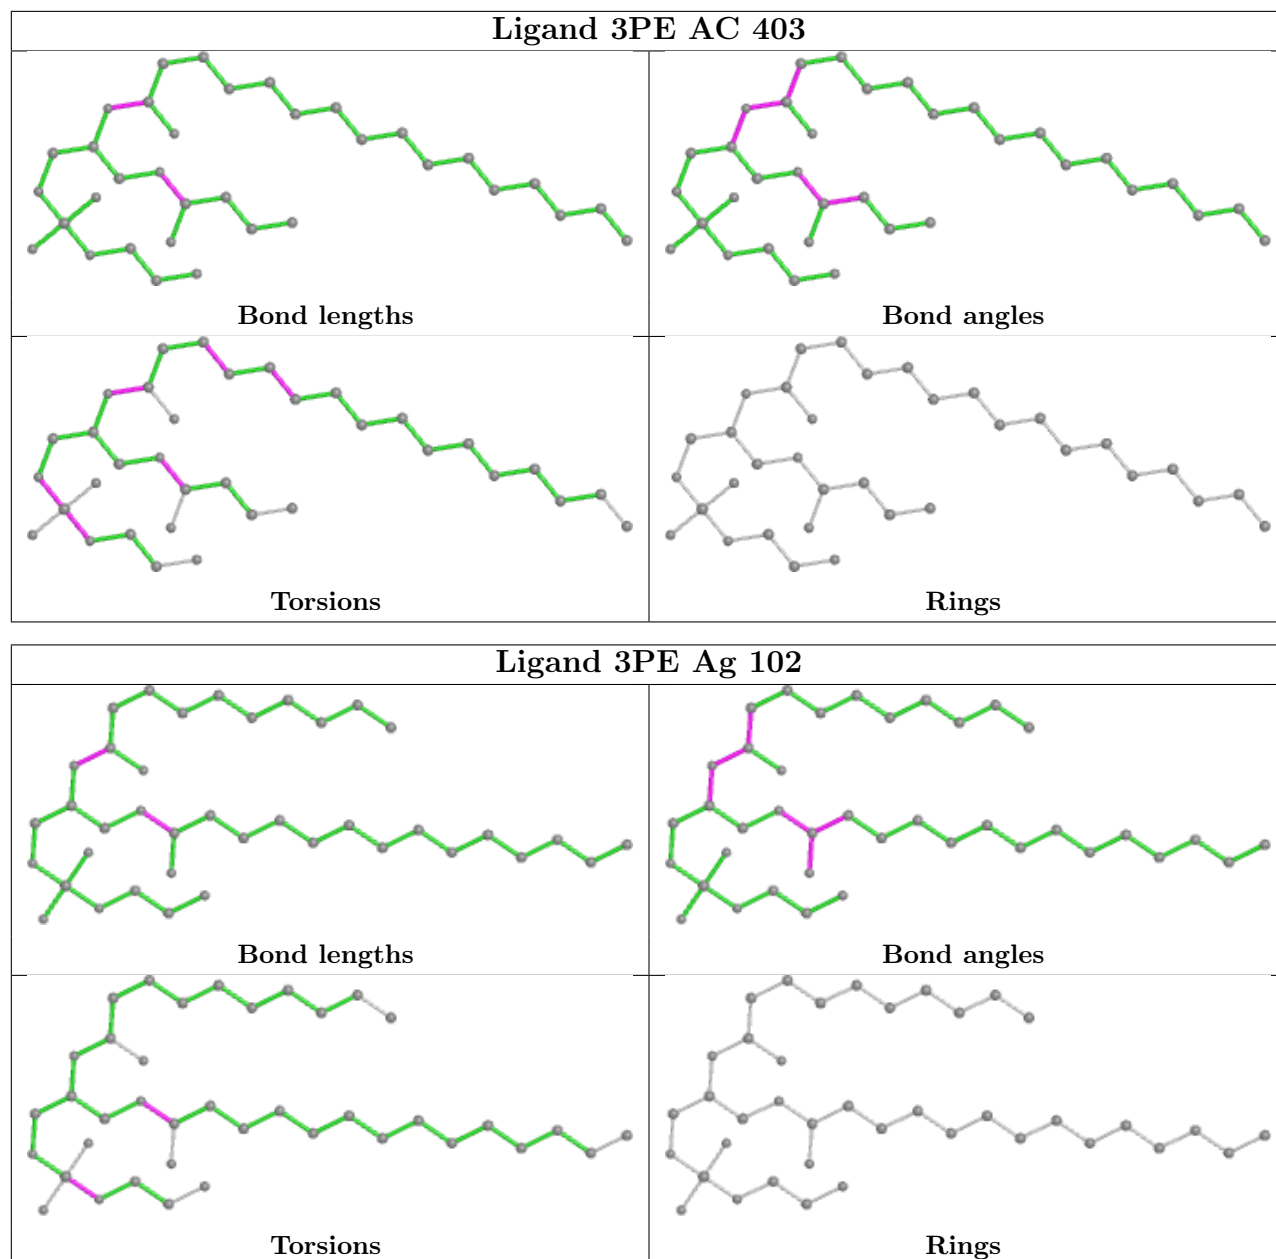 Ligand 3PE AC 403
Bond lengths
Bond angles
Torsions
Rings
Ligand 3PE Ag 102
Bond lengths
Bond angles
Torsions
Rings